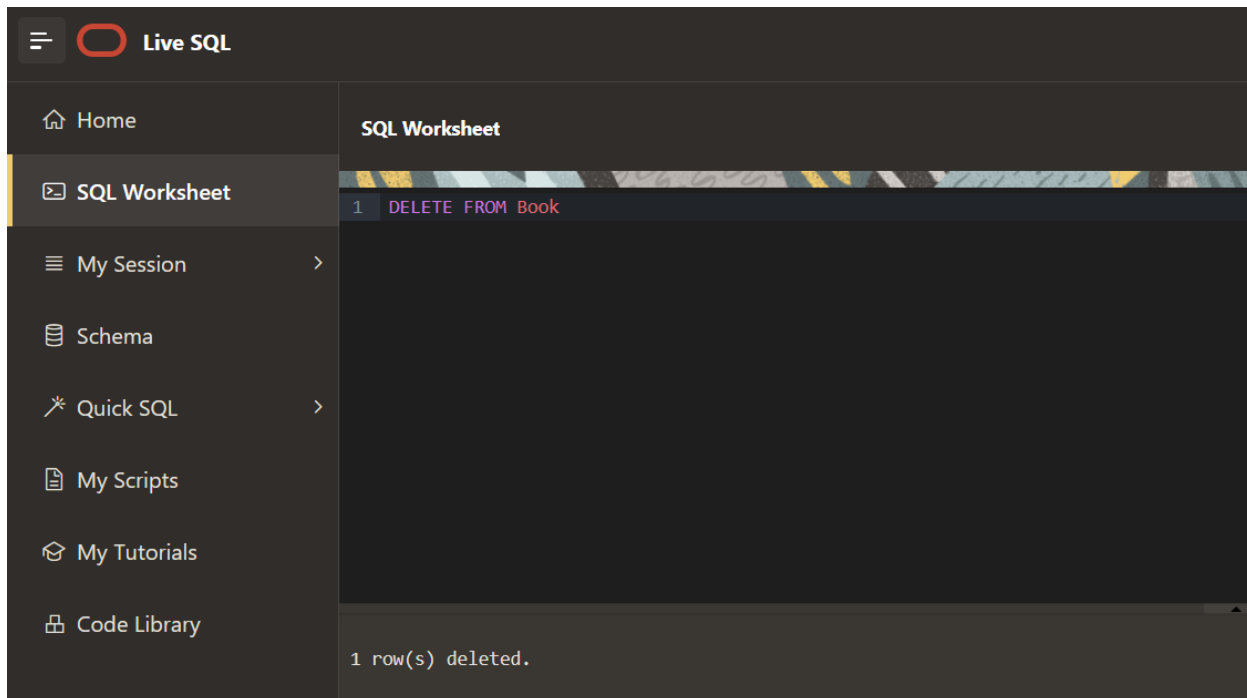 Live SQL
Home
SQL Worksheet
My Session
Schema
Quick SQL
My Scripts
My Tutorials
Code Library
SQL Worksheet
1 DELETE FROM Book
1 row(s) deleted.